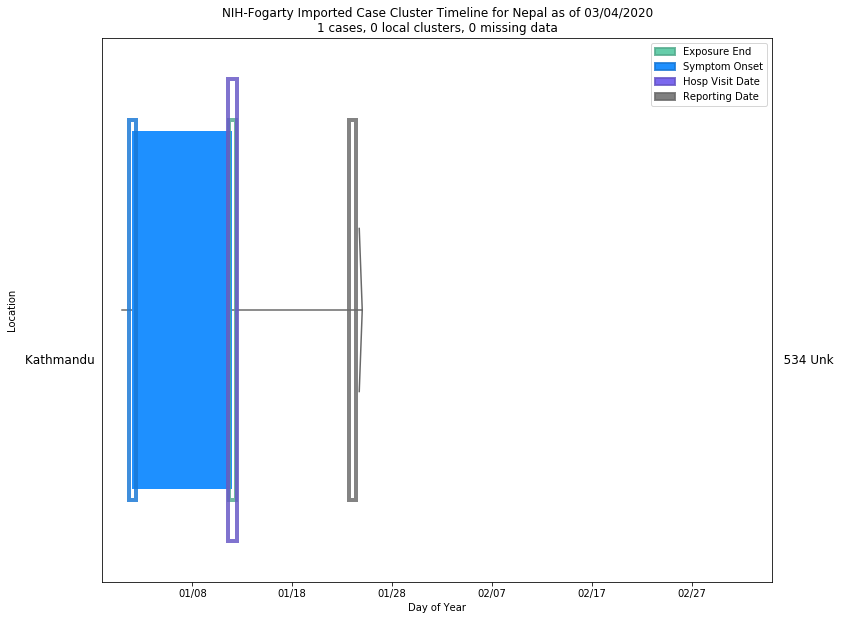 NIH-Fogarty Imported Case Cluster Timeline for Nepal as of 03/04/2020
1 cases, 0 local clusters, 0 missing data
Exposure End
Symptom Onset
Hosp Visit Date
Reporting Date
Location
Kathmandu
534 Unk
01/08
01/18
01/28
02/07
02/17
02/27
Day of Year